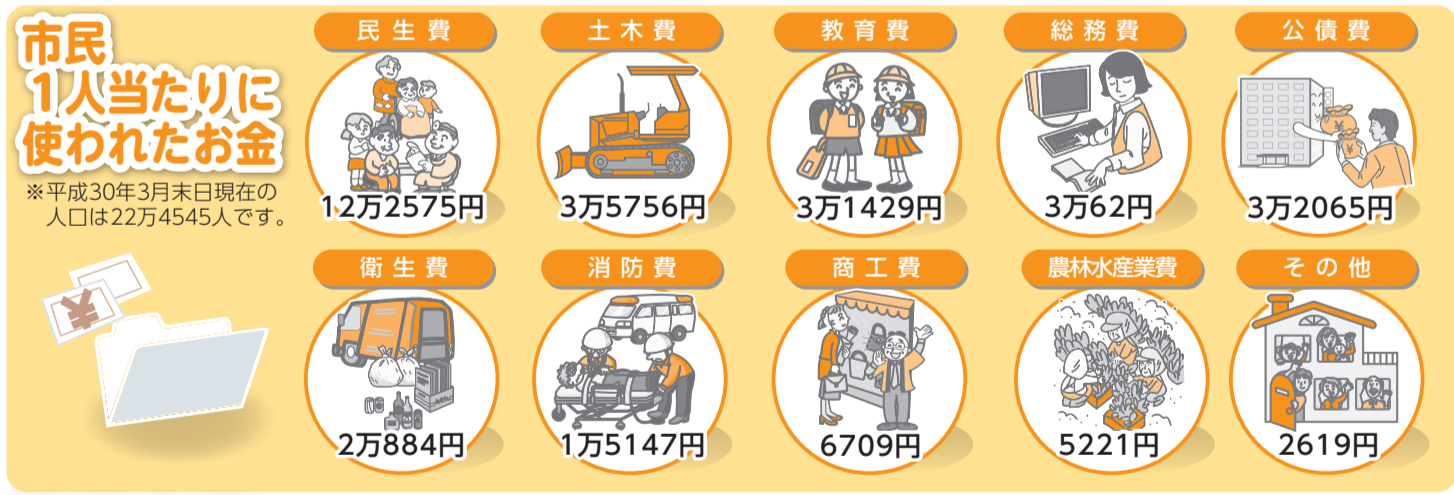 市民
1人当たりに
使われたお金
※平成30年3月末日現在の
人口は22万4545人です。
民生費
12万2575円
土木費
3万5756円
教育費
3万1429円
総務費
3万62円
公債費
3万2065円
衛生費
2万884円
消防費
1万5147円
商工費
6709円
農林水産業費
5221円
その他
2619円
¥